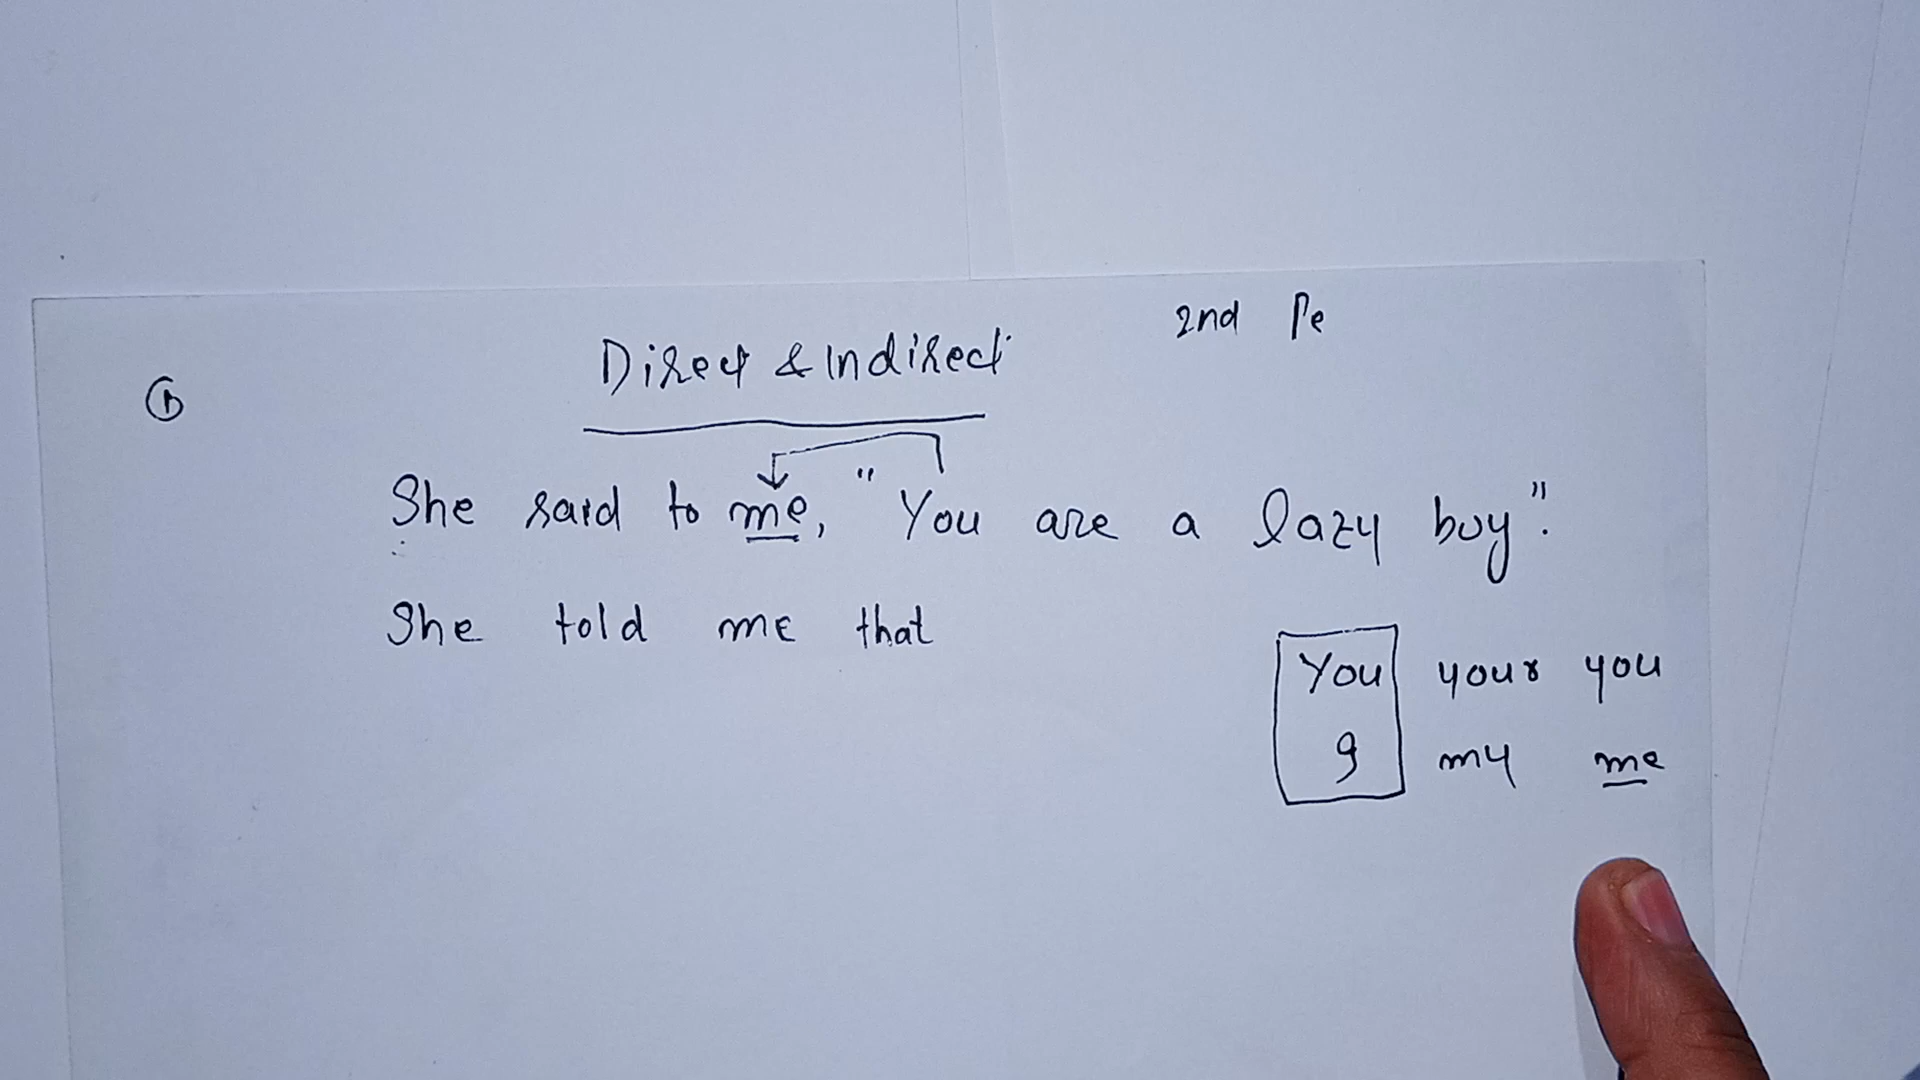 2nd Pe
Direct & Indirect
She said to me, "You are a lazy boy".
She told me that
You your you
I my me